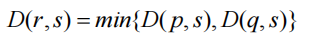 D(r,s) = min{D(p,s), D(q,s)}